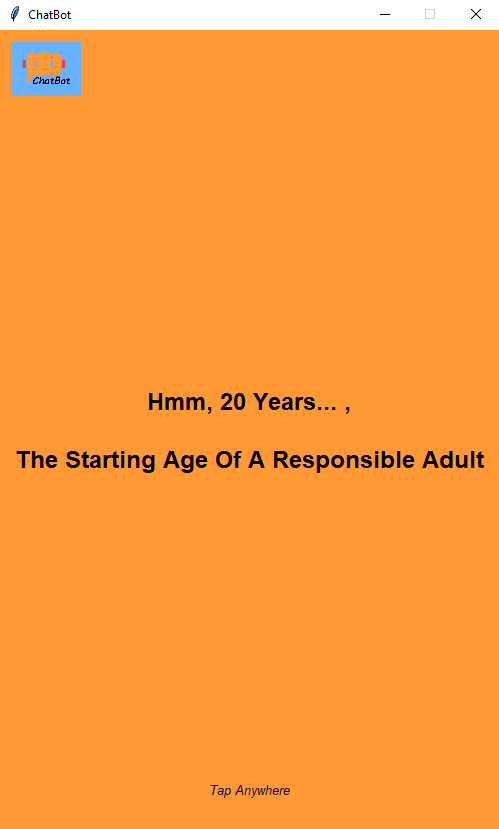 ChatBot
ChatBot
Hmm, 20 Years... ,
The Starting Age Of A Responsible Adult
Tap Anywhere